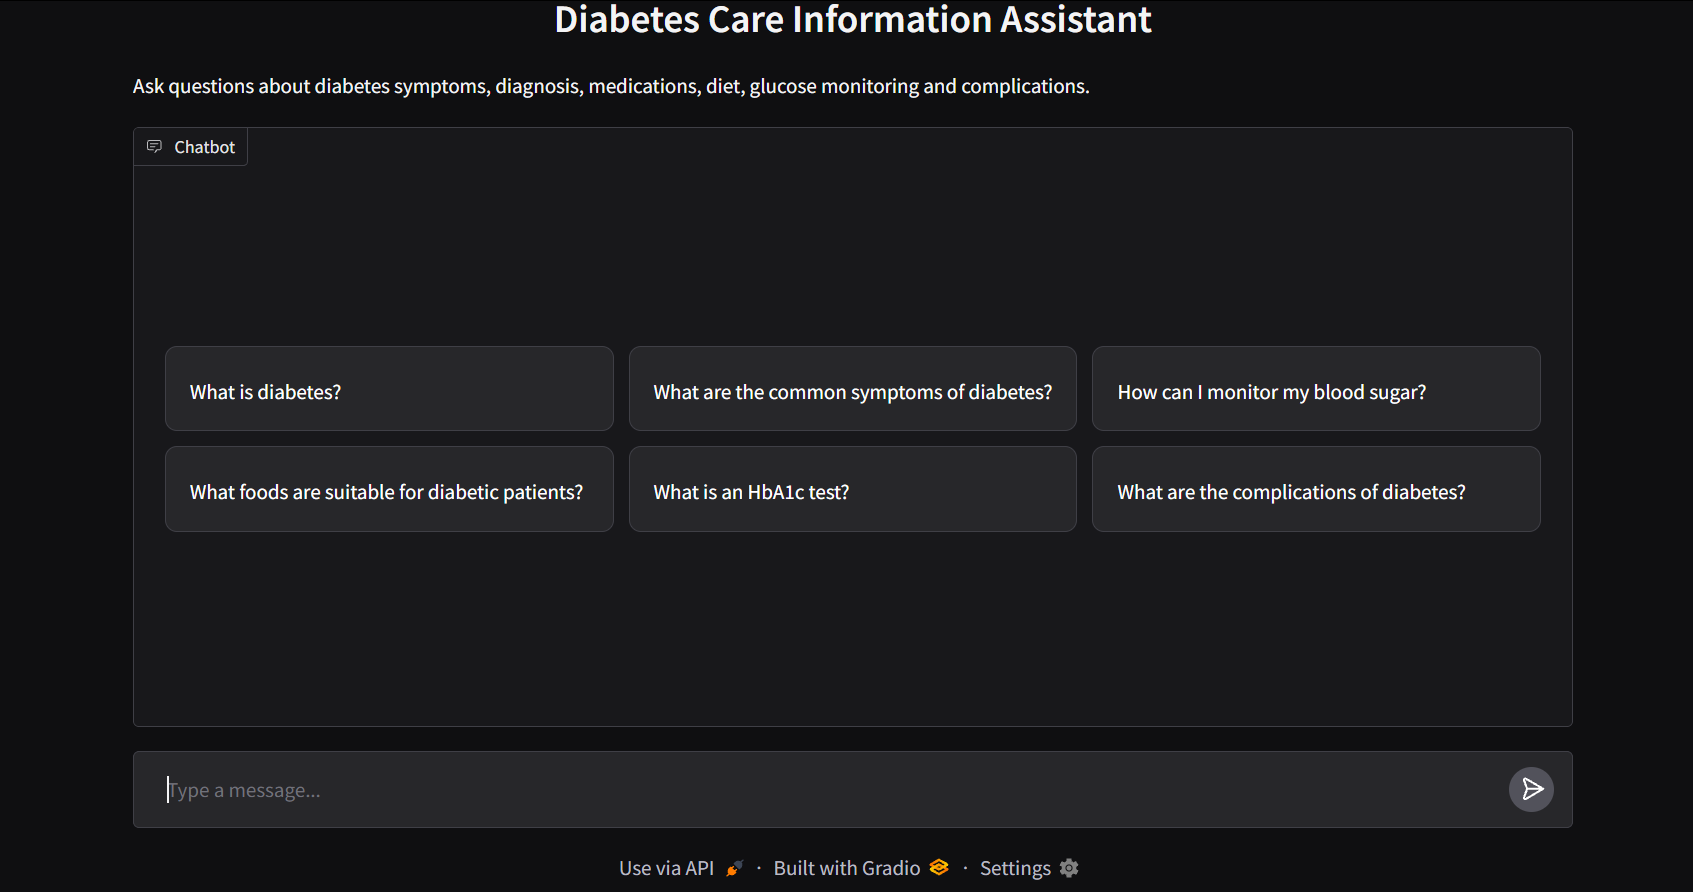 Diabetes Care Information Assistant
Ask questions about diabetes symptoms, diagnosis, medications, diet, glucose monitoring and complications.
Chatbot
What is diabetes?
What are the common symptoms of diabetes?
How can I monitor my blood sugar?
What foods are suitable for diabetic patients?
What is an HbA1c test?
What are the complications of diabetes?
Type a message...
Use via API · Built with Gradio · Settings